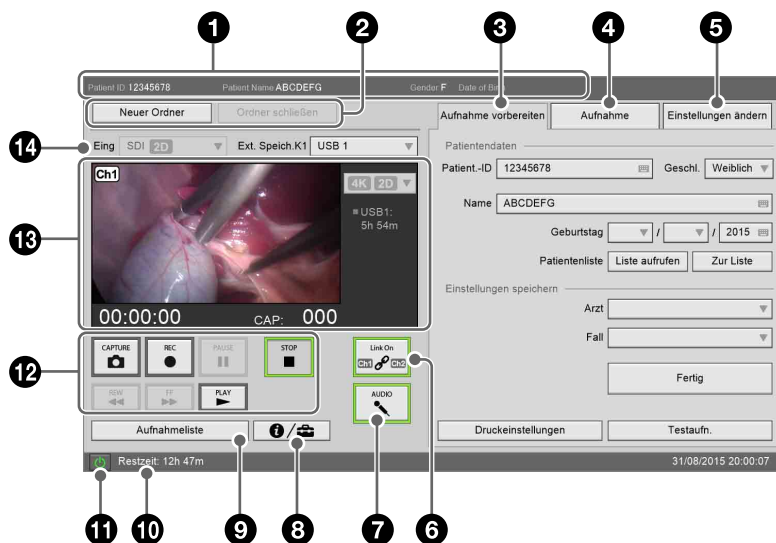 1 2 3 4 5
Patient ID 12345678 Patient Name ABCDEFG Gender F Date of Birth
Neuer Ordner Ordner schließen Aufnahme vorbereiten Aufnahme Einstellungen ändern
14 Eing SDI 2D Ext. Speich.K1 USB 1
Patientendaten
Ch1 4K 2D
Patient.-ID 12345678 Geschl. Weiblich
USB1:
5h 54m
Name ABCDEFG
13
Geburtstag / / 2015
Patientenliste Liste aufrufen Zur Liste
Einstellungen speichern
00:00:00 CAP: 000
Arzt
Fall
12 CAPTURE REC PAUSE STOP Link On
Ch1 Ch2
Fertig
REW FF PLAY AUDIO
Aufnahmeliste i / Druckeinstellungen Testaufn.
Restzeit: 12h 47m 31/08/2015 20:00:07
11 10 9 8 7 6